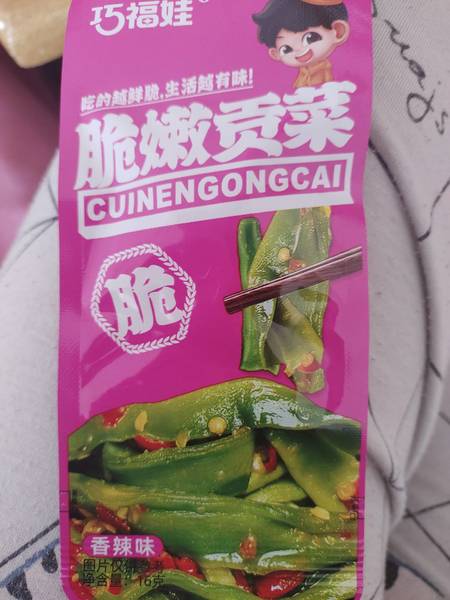 巧福娃
吃的越鲜脆,生活越有味!
脆嫩贡菜
CUINENGONGCAI
脆
香辣味
图片仅供参考
净含量: 16克